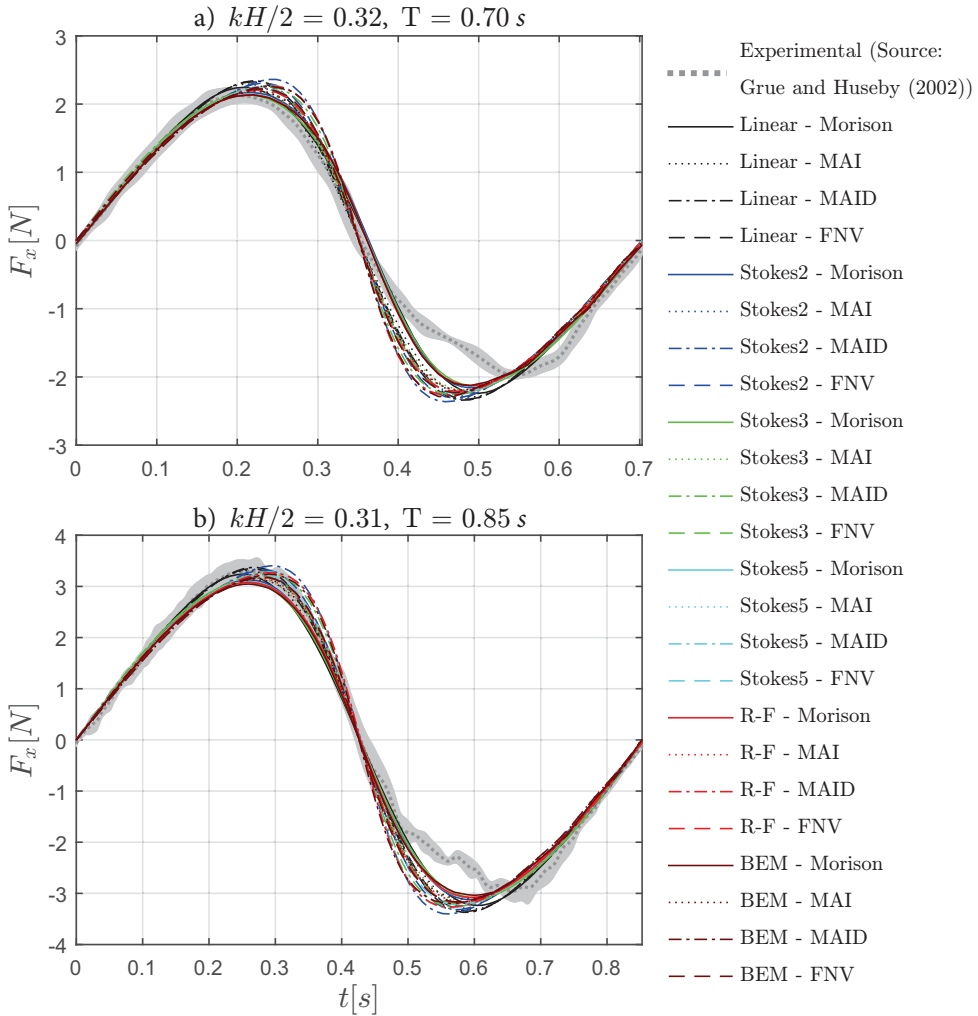 a) kH/2 = 0.32, T = 0.70 s
3
2
1
0
-1
-2
-3
F_x[N]
0 0.1 0.2 0.3 0.4 0.5 0.6 0.7
b) kH/2 = 0.31, T = 0.85 s
4
3
2
1
0
-1
-2
-3
-4
F_x[N]
0 0.1 0.2 0.3 0.4 0.5 0.6 0.7 0.8
t[s]
Experimental (Source:
Grue and Huseby (2002))
Linear - Morison
Linear - MAI
Linear - MAID
Linear - FNV
Stokes2 - Morison
Stokes2 - MAI
Stokes2 - MAID
Stokes2 - FNV
Stokes3 - Morison
Stokes3 - MAI
Stokes3 - MAID
Stokes3 - FNV
Stokes5 - Morison
Stokes5 - MAI
Stokes5 - MAID
Stokes5 - FNV
R-F - Morison
R-F - MAI
R-F - MAID
R-F - FNV
BEM - Morison
BEM - MAI
BEM - MAID
BEM - FNV